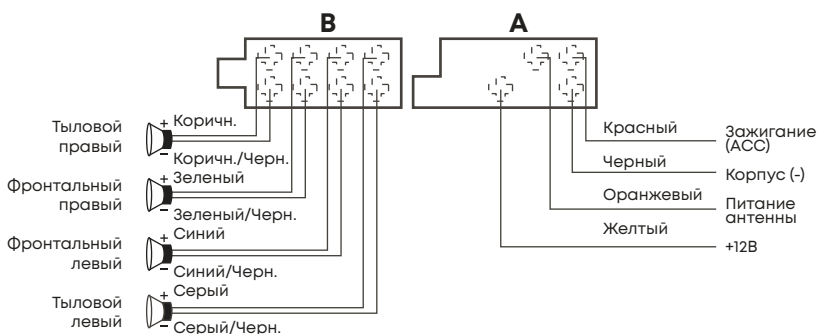 B
A
Тыловой
правый
+ Коричн.
– Коричн./Черн.
Фронтальный
правый
+ Зеленый
– Зеленый/Черн.
Фронтальный
левый
+ Синий
– Синий/Черн.
Тыловой
левый
+ Серый
– Серый/Черн.
Красный
Зажигание
(ACC)
Черный
Корпус (-)
Оранжевый
Питание
антенны
Желтый
+12В